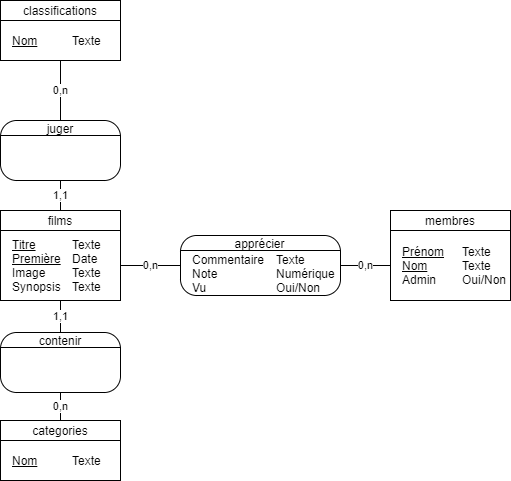 classifications
Nom Texte
0,n
juger
1,1
films
Titre Texte
Première Date
Image Texte
Synopsis Texte
0,n
apprécier
Commentaire Texte
Note Numérique
Vu Oui/Non
0,n
membres
Prénom Texte
Nom Texte
Admin Oui/Non
1,1
contenir
0,n
categories
Nom Texte